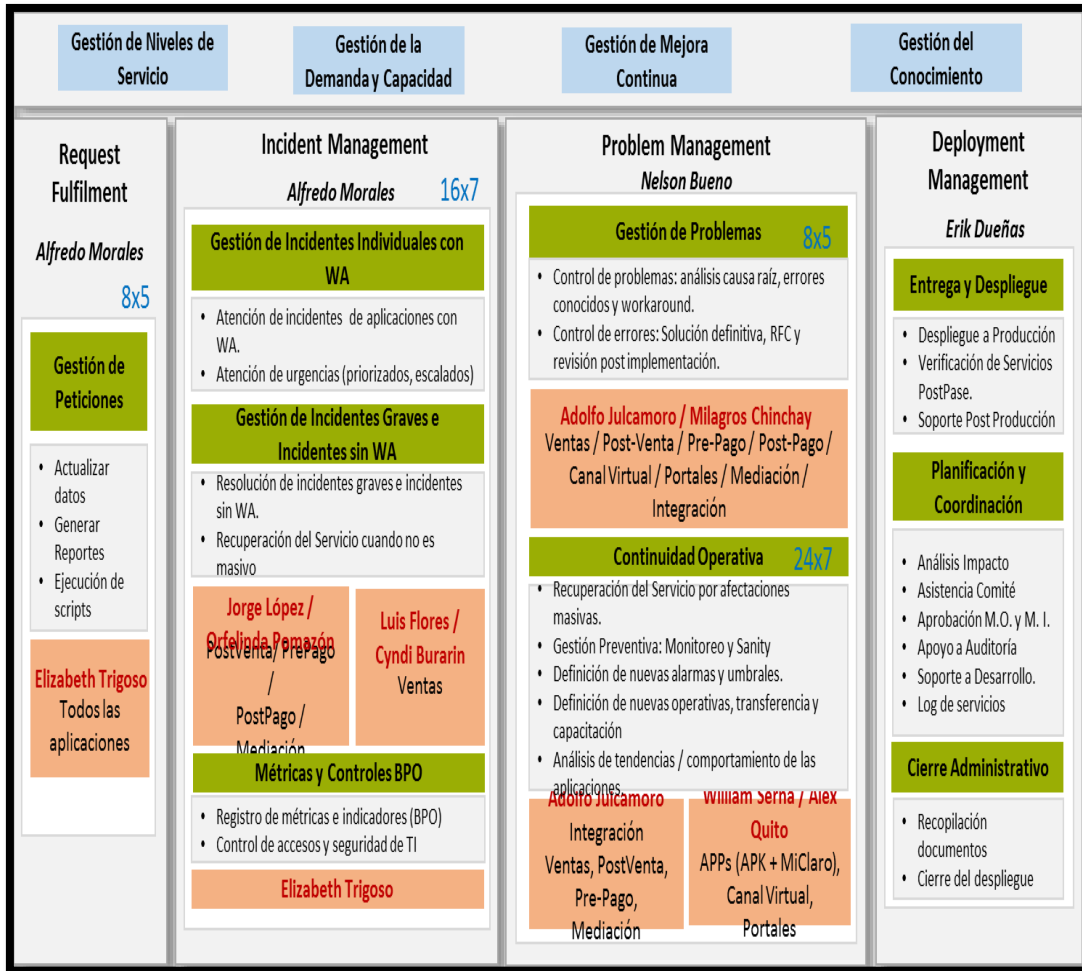 Gestión de Niveles de
Servicio
Gestión de la
Demanda y Capacidad
Gestión de Mejora
Continua
Gestión del
Conocimiento
Request
Fulfilment
Alfredo Morales
8x5
Gestión de
Peticiones
• Actualizar
datos
• Generar
Reportes
• Ejecución de
scripts
Elizabeth Trigoso
Todos las
aplicaciones
Incident Management
Alfredo Morales
16x7
Gestión de Incidentes Individuales con
WA
• Atención de incidentes de aplicaciones con
WA.
• Atención de urgencias (priorizados, escalados)
Gestión de Incidentes Graves e
Incidentes sin WA
• Resolución de incidentes graves e incidentes
sin WA.
• Recuperación del Servicio cuando no es
masivo
Jorge López /
Orfelinda Pomazón
PostVenta/ PrePago
/
PostPago /
Mediación
Luis Flores /
Cyndi Burarin
Ventas
Métricas y Controles BPO
• Registro de métricas e indicadores (BPO)
• Control de accesos y seguridad de TI
Elizabeth Trigoso
Problem Management
Nelson Bueno
Gestión de Problemas
8x5
• Control de problemas: análisis causa raíz, errores
conocidos y workaround.
• Control de errores: Solución definitiva, RFC y
revisión post implementación.
Adolfo Julcamoro / Milagros Chinchay
Ventas / Post-Venta / Pre-Pago / Post-Pago /
Canal Virtual / Portales / Mediación /
Integración
Continuidad Operativa
24x7
• Recuperación del Servicio por afectaciones
masivas.
• Gestión Preventiva: Monitoreo y Sanity
• Definición de nuevas alarmas y umbrales.
• Definición de nuevas operativas, transferencia y
capacitación
• Análisis de tendencias / comportamiento de las
aplicaciones.
Adolfo Julcamoro
Integración
Ventas, PostVenta,
Pre-Pago,
Mediación
William Serna / Alex
Quito
APPs (APK + MiClaro),
Canal Virtual,
Portales
Deployment
Management
Erik Dueñas
Entrega y Despliegue
• Despliegue a Producción
• Verificación de Servicios
PostPase.
• Soporte Post Producción
Planificación y
Coordinación
• Análisis Impacto
• Asistencia Comité
• Aprobación M.O. y M. I.
• Apoyo a Auditoría
• Soporte a Desarrollo.
• Log de servicios
Cierre Administrativo
• Recopilación
documentos
• Cierre del despliegue